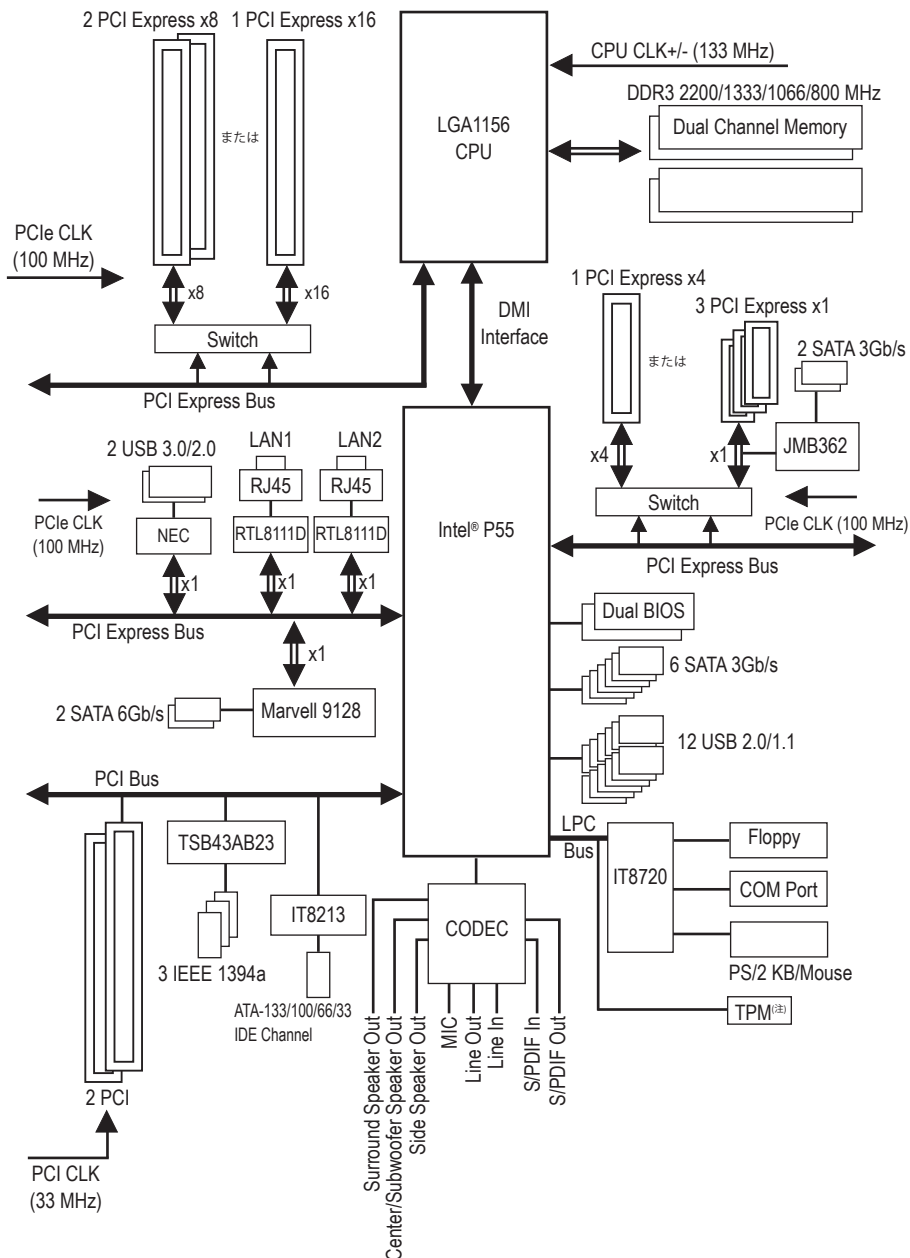 2 PCI Express x8
1 PCI Express x16
または
x8
x16
Switch
PCIe CLK
(100 MHz)
PCI Express Bus
LGA1156
CPU
CPU CLK+/- (133 MHz)
DDR3 2200/1333/1066/800 MHz
Dual Channel Memory
DMI
Interface
1 PCI Express x4
または
3 PCI Express x1
2 SATA 3Gb/s
JMB362
x4
x1
Switch
PCIe CLK (100 MHz)
PCI Express Bus
Intel® P55
2 USB 3.0/2.0
NEC
LAN1
RJ45
RTL8111D
LAN2
RJ45
RTL8111D
PCIe CLK
(100 MHz)
x1
x1
x1
PCI Express Bus
x1
2 SATA 6Gb/s
Marvell 9128
Dual BIOS
6 SATA 3Gb/s
12 USB 2.0/1.1
PCI Bus
TSB43AB23
3 IEEE 1394a
IT8213
ATA-133/100/66/33
IDE Channel
2 PCI
PCI CLK
(33 MHz)
LPC
Bus
IT8720
Floppy
COM Port
PS/2 KB/Mouse
TPM(注)
CODEC
Surround Speaker Out
Center/Subwoofer Speaker Out
Side Speaker Out
MIC
Line Out
Line In
S/PDIF In
S/PDIF Out